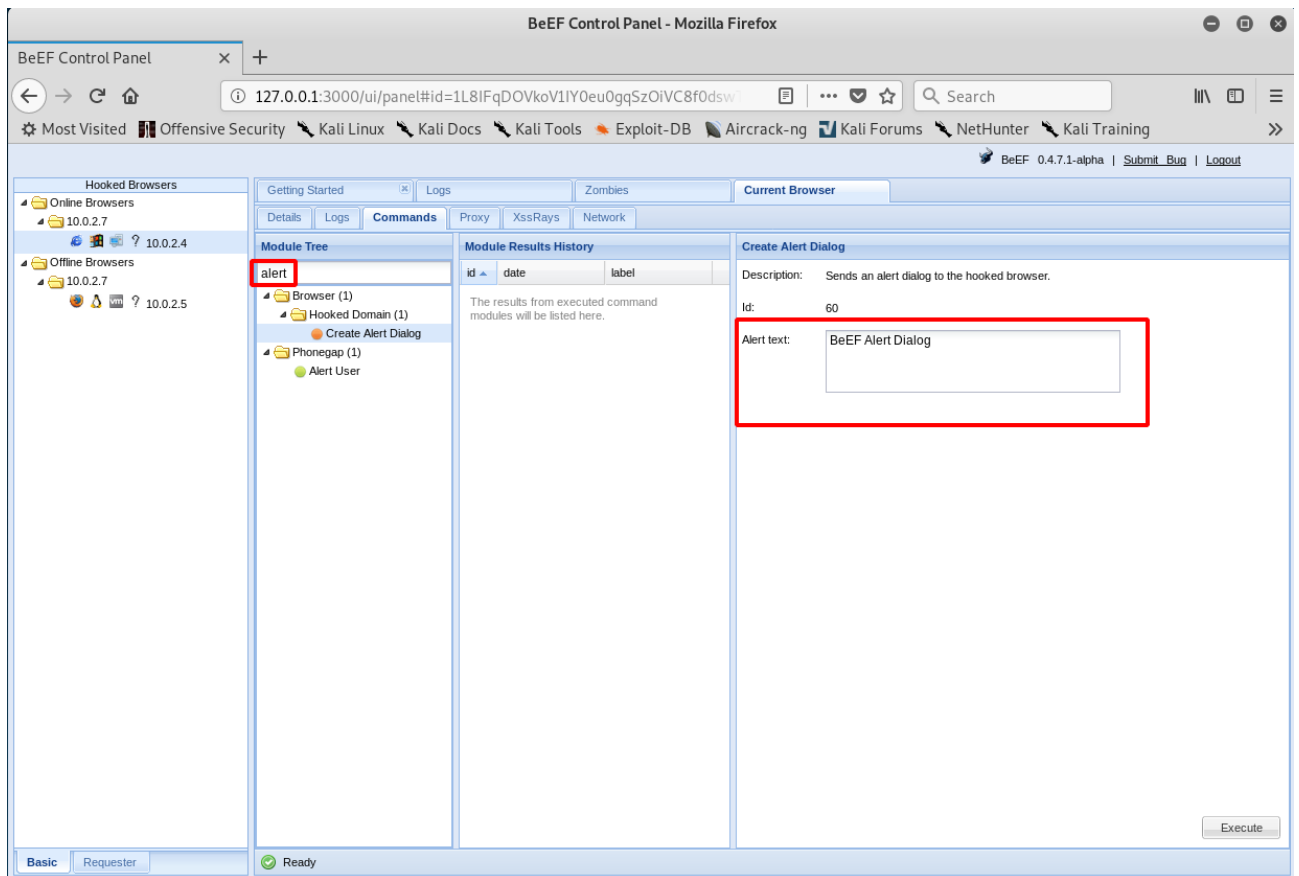 BeEF Control Panel - Mozilla Firefox
BeEF Control Panel
127.0.0.1:3000/ui/panel#id=1L8IFqDOVkoV1IY0eu0gqSzOiVC8f0dsw
Search
Most Visited Offensive Security Kali Linux Kali Docs Kali Tools Exploit-DB Aircrack-ng Kali Forums NetHunter Kali Training
BeEF 0.4.7.1-alpha | Submit Bug | Logout
Hooked Browsers
Online Browsers
10.0.2.7
? 10.0.2.4
Offline Browsers
10.0.2.7
vm ? 10.0.2.5
Basic Requester
Getting Started Logs Zombies Current Browser
Details Logs Commands Proxy XssRays Network
Module Tree
alert
Browser (1)
Hooked Domain (1)
Create Alert Dialog
Phonegap (1)
Alert User
Module Results History
id date label
The results from executed command
modules will be listed here.
Create Alert Dialog
Description: Sends an alert dialog to the hooked browser.
Id: 60
Alert text: BeEF Alert Dialog
Execute
Ready